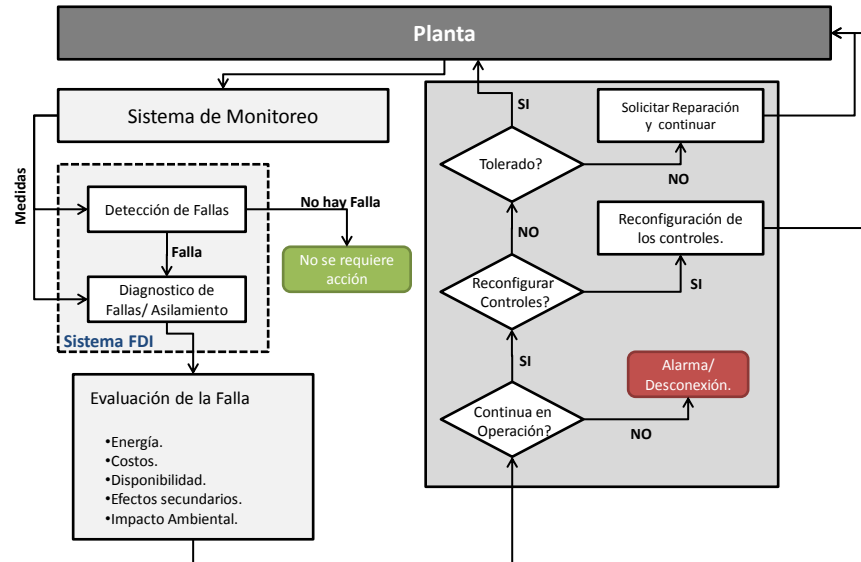 Planta
Sistema de Monitoreo
Medidas
Detección de Fallas
No hay Falla
Falla
No se requiere
acción
Diagnostico de
Fallas/ Asilamiento
Sistema FDI
Evaluación de la Falla
•Energía.
•Costos.
•Disponibilidad.
•Efectos secundarios.
•Impacto Ambiental.
SI
Solicitar Reparación
y continuar
Tolerado?
NO
NO
Reconfiguración de
los controles.
Reconfigurar
Controles?
SI
SI
Alarma/
Desconexión.
Continua en
Operación?
NO